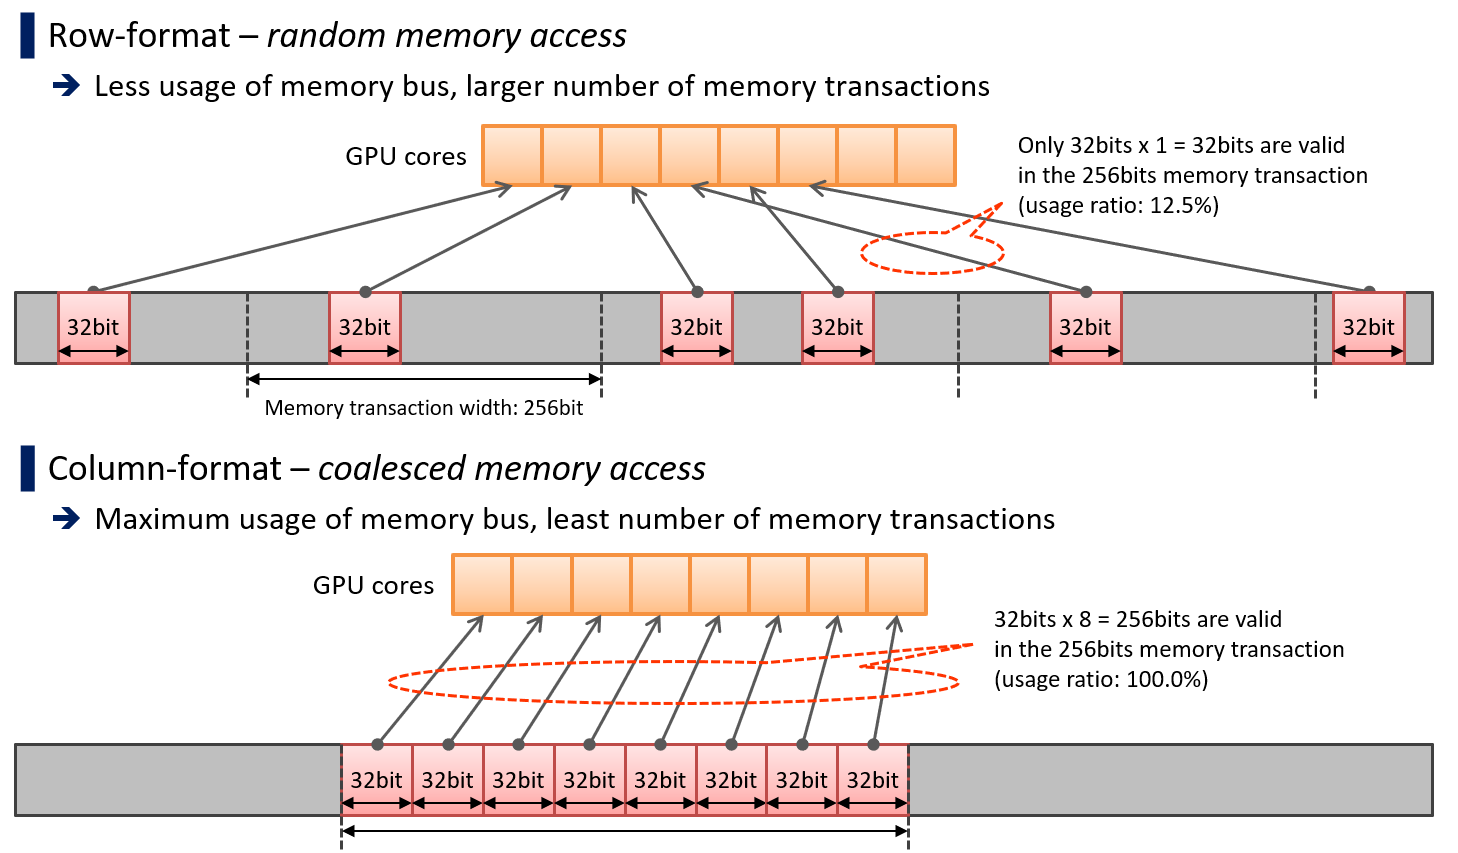 Row-format – random memory access
➔ Less usage of memory bus, larger number of memory transactions
GPU cores
Only 32bits x 1 = 32bits are valid
in the 256bits memory transaction
(usage ratio: 12.5%)
32bit 32bit 32bit 32bit 32bit 32bit
Memory transaction width: 256bit
Column-format – coalesced memory access
➔ Maximum usage of memory bus, least number of memory transactions
GPU cores
32bits x 8 = 256bits are valid
in the 256bits memory transaction
(usage ratio: 100.0%)
32bit 32bit 32bit 32bit 32bit 32bit 32bit 32bit